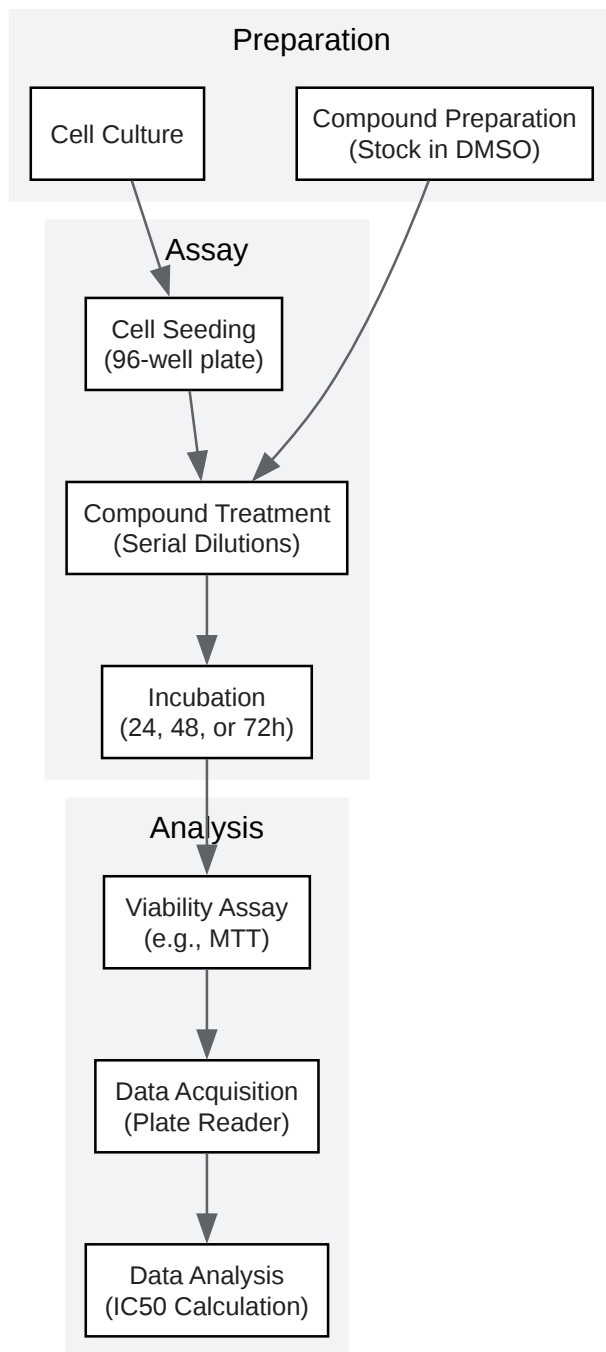 Preparation
Cell Culture
Compound Preparation
(Stock in DMSO)
Assay
Cell Seeding
(96-well plate)
Compound Treatment
(Serial Dilutions)
Incubation
(24, 48, or 72h)
Analysis
Viability Assay
(e.g., MTT)
Data Acquisition
(Plate Reader)
Data Analysis
(IC50 Calculation)